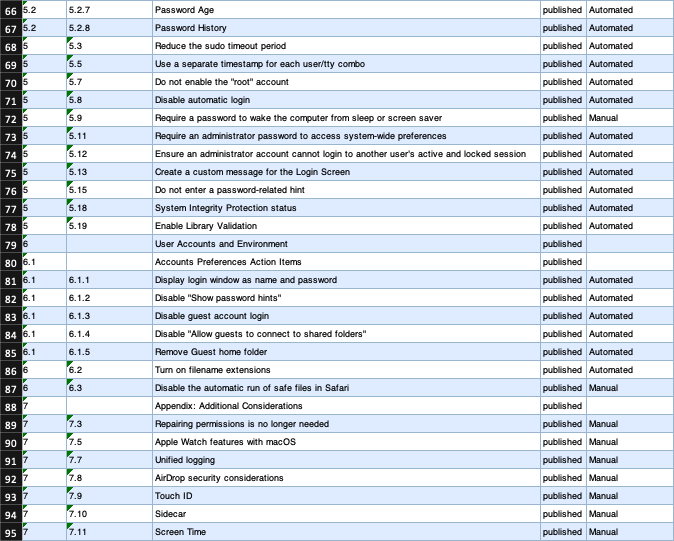 66 5.2 5.2.7 Password Age published Automated
67 5.2 5.2.8 Password History published Automated
68 5 5.3 Reduce the sudo timeout period published Automated
69 5 5.5 Use a separate timestamp for each user/tty combo published Automated
70 5 5.7 Do not enable the "root" account published Automated
71 5 5.8 Disable automatic login published Automated
72 5 5.9 Require a password to wake the computer from sleep or screen saver published Manual
73 5 5.11 Require an administrator password to access system-wide preferences published Automated
74 5 5.12 Ensure an administrator account cannot login to another user's active and locked session published Automated
75 5 5.13 Create a custom message for the Login Screen published Automated
76 5 5.15 Do not enter a password-related hint published Automated
77 5 5.18 System Integrity Protection status published Automated
78 5 5.19 Enable Library Validation published Automated
79 6 User Accounts and Environment published
80 6.1 Accounts Preferences Action Items published
81 6.1 6.1.1 Display login window as name and password published Automated
82 6.1 6.1.2 Disable "Show password hints" published Automated
83 6.1 6.1.3 Disable guest account login published Automated
84 6.1 6.1.4 Disable "Allow guests to connect to shared folders" published Automated
85 6.1 6.1.5 Remove Guest home folder published Automated
86 6 6.2 Turn on filename extensions published Automated
87 6 6.3 Disable the automatic run of safe files in Safari published Manual
88 7 Appendix: Additional Considerations published
89 7 7.3 Repairing permissions is no longer needed published Manual
90 7 7.5 Apple Watch features with macOS published Manual
91 7 7.7 Unified logging published Manual
92 7 7.8 AirDrop security considerations published Manual
93 7 7.9 Touch ID published Manual
94 7 7.10 Sidecar published Manual
95 7 7.11 Screen Time published Manual